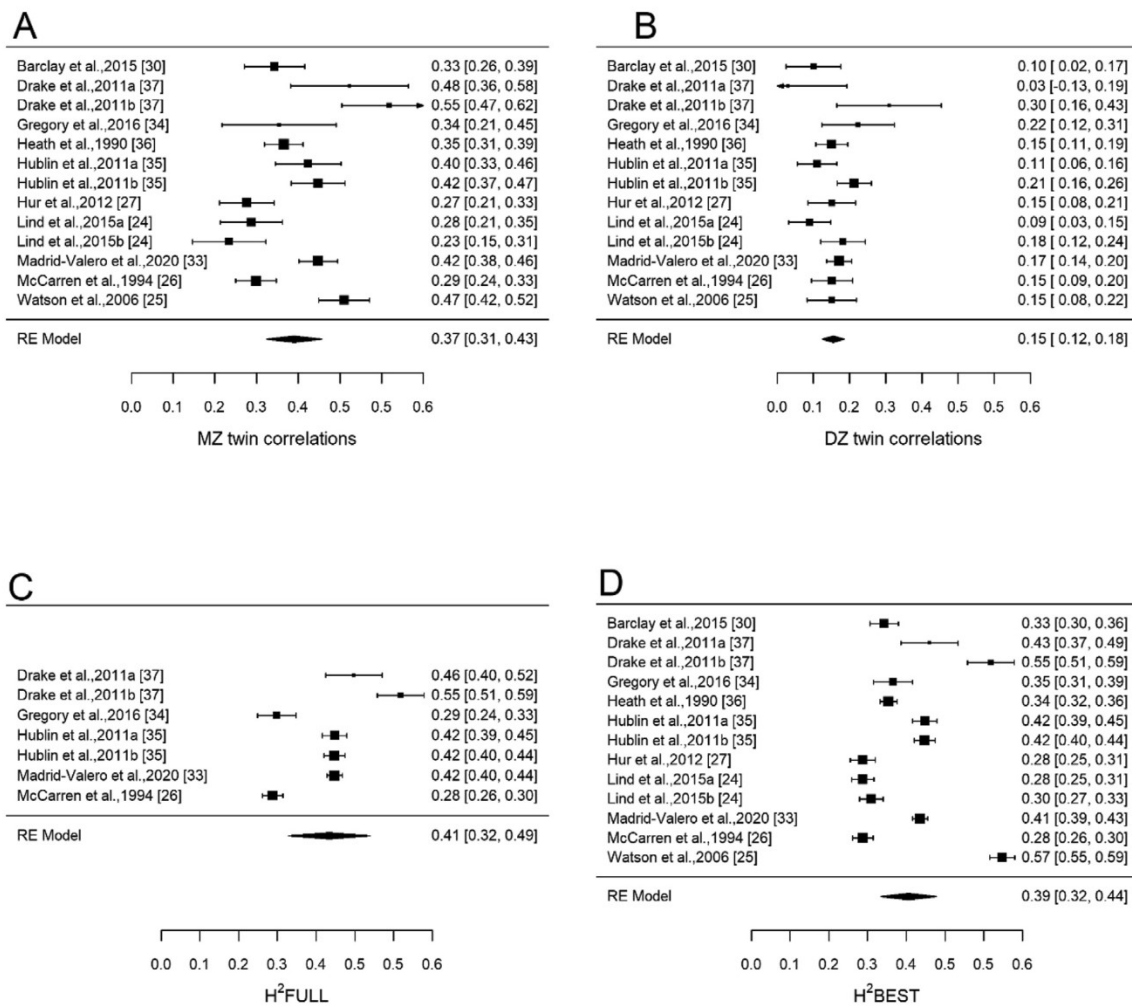 A
Barclay et al.,2015 [30] 0.33 [0.26, 0.39]
Drake et al.,2011a [37] 0.48 [0.36, 0.58]
Drake et al.,2011b [37] 0.55 [0.47, 0.62]
Gregory et al.,2016 [34] 0.34 [0.21, 0.45]
Heath et al.,1990 [36] 0.35 [0.31, 0.39]
Hublin et al.,2011a [35] 0.40 [0.33, 0.46]
Hublin et al.,2011b [35] 0.42 [0.37, 0.47]
Hur et al.,2012 [27] 0.27 [0.21, 0.33]
Lind et al.,2015a [24] 0.28 [0.21, 0.35]
Lind et al.,2015b [24] 0.23 [0.15, 0.31]
Madrid-Valero et al.,2020 [33] 0.42 [0.38, 0.46]
McCarren et al.,1994 [26] 0.29 [0.24, 0.33]
Watson et al.,2006 [25] 0.47 [0.42, 0.52]
RE Model 0.37 [0.31, 0.43]
0.0 0.1 0.2 0.3 0.4 0.5 0.6
MZ twin correlations
B
Barclay et al.,2015 [30] 0.10 [ 0.02, 0.17]
Drake et al.,2011a [37] 0.03 [-0.13, 0.19]
Drake et al.,2011b [37] 0.30 [ 0.16, 0.43]
Gregory et al.,2016 [34] 0.22 [ 0.12, 0.31]
Heath et al.,1990 [36] 0.15 [ 0.11, 0.19]
Hublin et al.,2011a [35] 0.11 [ 0.06, 0.16]
Hublin et al.,2011b [35] 0.21 [ 0.16, 0.26]
Hur et al.,2012 [27] 0.15 [ 0.08, 0.21]
Lind et al.,2015a [24] 0.09 [ 0.03, 0.15]
Lind et al.,2015b [24] 0.18 [ 0.12, 0.24]
Madrid-Valero et al.,2020 [33] 0.17 [ 0.14, 0.20]
McCarren et al.,1994 [26] 0.15 [ 0.09, 0.20]
Watson et al.,2006 [25] 0.15 [ 0.08, 0.22]
RE Model 0.15 [ 0.12, 0.18]
0.0 0.1 0.2 0.3 0.4 0.5 0.6
DZ twin correlations
C
Drake et al.,2011a [37] 0.46 [0.40, 0.52]
Drake et al.,2011b [37] 0.55 [0.51, 0.59]
Gregory et al.,2016 [34] 0.29 [0.24, 0.33]
Hublin et al.,2011a [35] 0.42 [0.39, 0.45]
Hublin et al.,2011b [35] 0.42 [0.40, 0.44]
Madrid-Valero et al.,2020 [33] 0.42 [0.40, 0.44]
McCarren et al.,1994 [26] 0.28 [0.26, 0.30]
RE Model 0.41 [0.32, 0.49]
0.0 0.1 0.2 0.3 0.4 0.5 0.6
H²FULL
D
Barclay et al.,2015 [30] 0.33 [0.30, 0.36]
Drake et al.,2011a [37] 0.43 [0.37, 0.49]
Drake et al.,2011b [37] 0.55 [0.51, 0.59]
Gregory et al.,2016 [34] 0.35 [0.31, 0.39]
Heath et al.,1990 [36] 0.34 [0.32, 0.36]
Hublin et al.,2011a [35] 0.42 [0.39, 0.45]
Hublin et al.,2011b [35] 0.42 [0.40, 0.44]
Hur et al.,2012 [27] 0.28 [0.25, 0.31]
Lind et al.,2015a [24] 0.28 [0.25, 0.31]
Lind et al.,2015b [24] 0.30 [0.27, 0.33]
Madrid-Valero et al.,2020 [33] 0.41 [0.39, 0.43]
McCarren et al.,1994 [26] 0.28 [0.26, 0.30]
Watson et al.,2006 [25] 0.57 [0.55, 0.59]
RE Model 0.39 [0.32, 0.44]
0.0 0.1 0.2 0.3 0.4 0.5 0.6
H²BEST